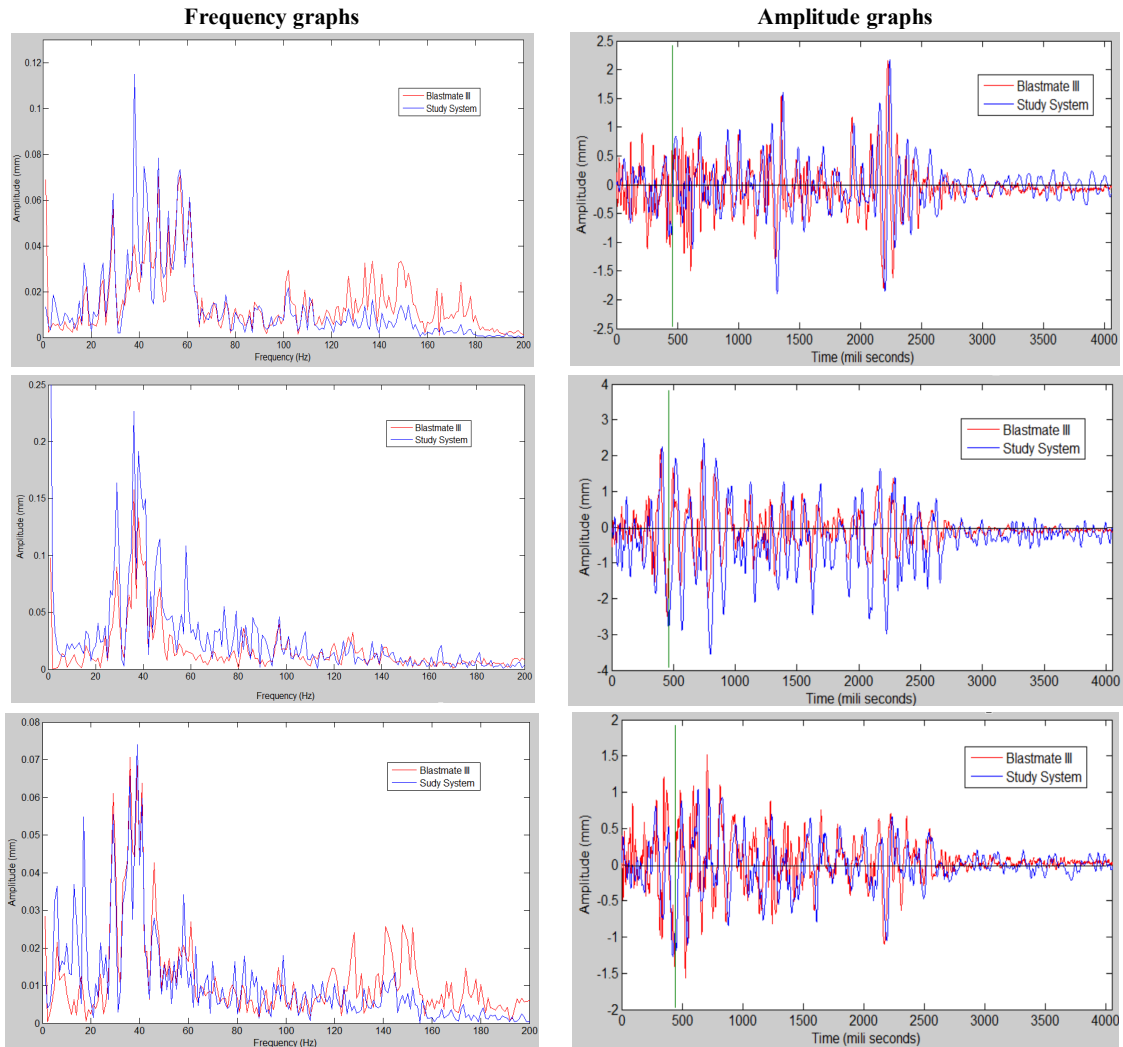 Frequency graphs
Amplitude graphs
0.12
0.1
0.08
0.06
0.04
0.02
0
0 20 40 60 80 100 120 140 160 180 200
Amplitude (mm)
Frequency (Hz)
Blastmate III
Study System
2.5
2
1.5
1
0.5
0
-0.5
-1
-1.5
-2
-2.5
0 500 1000 1500 2000 2500 3000 3500 4000
Amplitude (mm)
Time (mili seconds)
Blastmate III
Study System
0.25
0.2
0.15
0.1
0.05
0
0 20 40 60 80 100 120 140 160 180 200
Amplitude (mm)
Frequency (Hz)
Blastmate III
Study System
4
3
2
1
0
-1
-2
-3
-4
0 500 1000 1500 2000 2500 3000 3500 4000
Amplitude (mm)
Time (mili seconds)
Blastmate III
Study System
0.08
0.07
0.06
0.05
0.04
0.03
0.02
0.01
0
0 20 40 60 80 100 120 140 160 180 200
Amplitude (mm)
Frequency (Hz)
Blastmate III
Sudy System
2
1.5
1
0.5
0
-0.5
-1
-1.5
-2
0 500 1000 1500 2000 2500 3000 3500 4000
Amplitude (mm)
Time (mili seconds)
Blastmate III
Study System